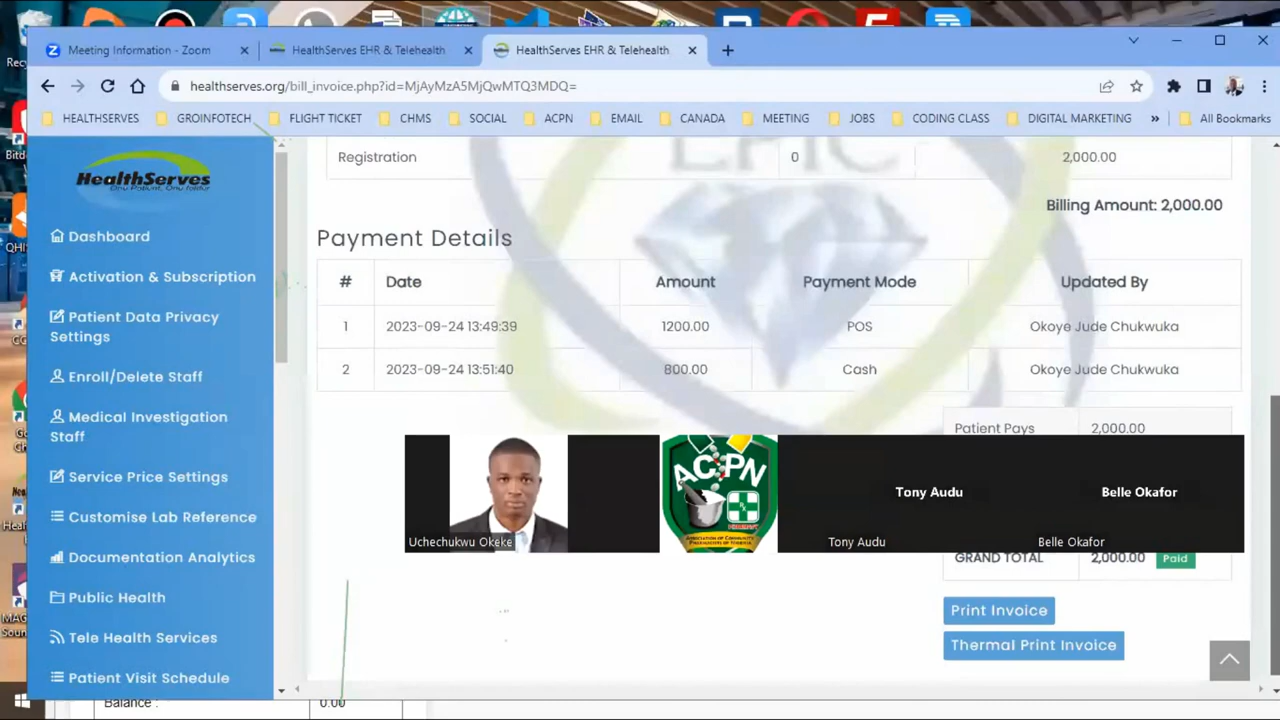 Meeting Information - Zoom
HealthServes EHR & Telehealth
HealthServes EHR & Telehealth
healthserves.org/bill_invoice.php?id=MjAyMzA5MjQwMTQ3MDQ=
HEALTHSERVES GROINFOTECH FLIGHT TICKET CHMS SOCIAL ACPN EMAIL CANADA MEETING JOBS CODING CLASS DIGITAL MARKETING » All Bookmarks
HealthServes
Dashboard
Activation & Subscription
Patient Data Privacy
Settings
Enroll/Delete Staff
Medical Investigation
Staff
Service Price Settings
Customise Lab Reference
Documentation Analytics
Public Health
Tele Health Services
Patient Visit Schedule
Registration 0 2,000.00
Billing Amount: 2,000.00
Payment Details
# Date Amount Payment Mode Updated By
1 2023-09-24 13:49:39 1200.00 POS Okoye Jude Chukwuka
2 2023-09-24 13:51:40 800.00 Cash Okoye Jude Chukwuka
Patient Pays 2,000.00
Uchechukwu Okeke
ACPN
ASSOCIATION OF COMMUNITY
PHARMACISTS OF NIGERIA
Tony Audu
Tony Audu
Belle Okafor
Belle Okafor
GRAND TOTAL 2,000.00 Paid
Print Invoice
Thermal Print Invoice
Balance : 0.00